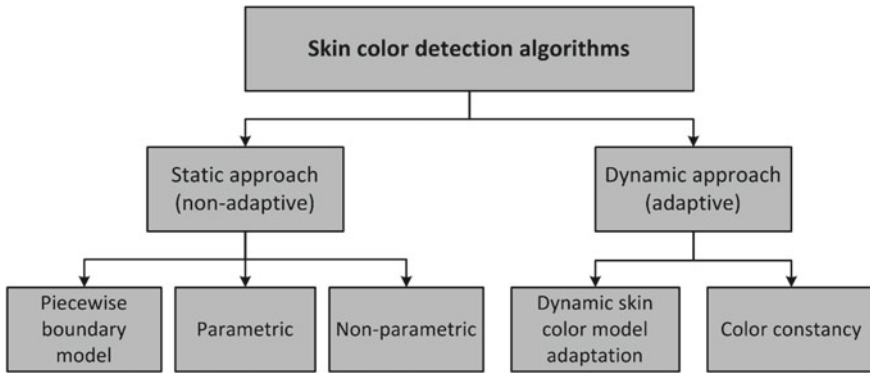 Skin color detection algorithms
Static approach
(non-adaptive)
Dynamic approach
(adaptive)
Piecewise
boundary
model
Parametric
Non-parametric
Dynamic skin
color model
adaptation
Color constancy